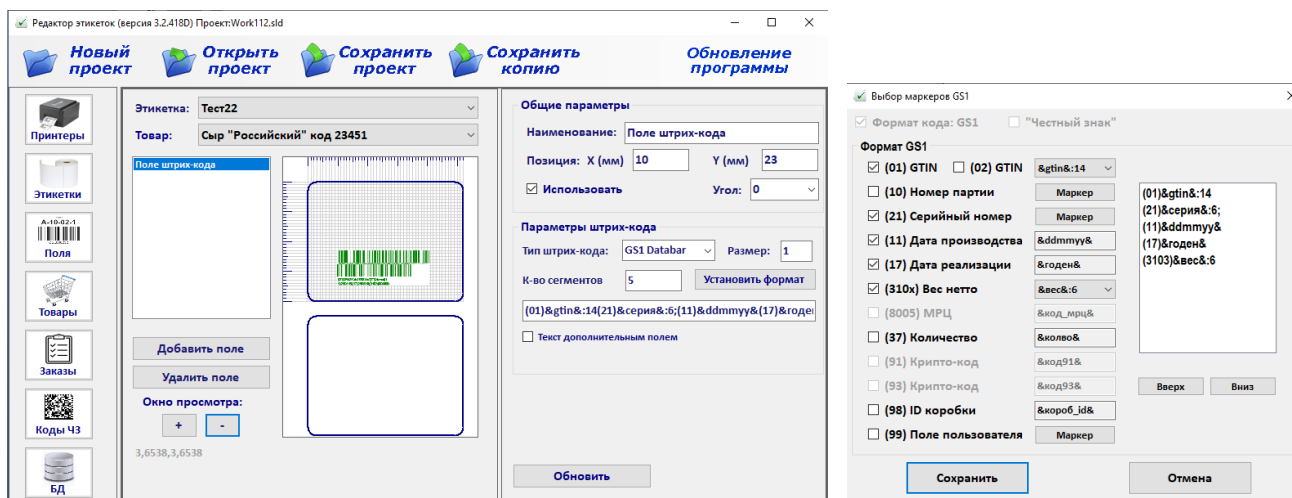 Редактор этикеток (версия 3.2.418D) Проект:Work112.sld
Новый проект
Открыть проект
Сохранить проект
Сохранить копию
Обновление программы
Принтеры
Этикетки
A-10-02-1
Поля
Товары
Заказы
Коды ЧЗ
БД
Этикетка: Тест22
Товар: Сыр "Российский" код 23451
Поле штрих-кода
Добавить поле
Удалить поле
Окно просмотра:
+ -
3,6538,3,6538
Общие параметры
Наименование: Поле штрих-кода
Позиция: X (мм) 10 Y (мм) 23
Использовать Угол: 0
Параметры штрих-кода
Тип штрих-кода: GS1 Databar Размер: 1
К-во сегментов 5 Установить формат
(01)&gtin&:14(21)&серия&:6;(11)&ddmmyy&(17)&годен
Текст дополнительным полем
Обновить
Выбор маркеров GS1
Формат кода: GS1 "Честный знак"
Формат GS1
(01) GTIN (02) GTIN &gtin&:14
(10) Номер партии Маркер
(21) Серийный номер Маркер
(11) Дата производства &ddmmyy&
(17) Дата реализации &годен&
(310x) Вес нетто &вес&:6
(8005) МРЦ &код_мрц&
(37) Количество &колво&
(91) Крипто-код &код91&
(93) Крипто-код &код93&
(98) ID коробки &короб_id&
(99) Поле пользователя Маркер
(01)&gtin&:14
(21)&серия&:6;
(11)&ddmmyy&
(17)&годен&
(3103)&вес&:6
Вверх Вниз
Сохранить Отмена